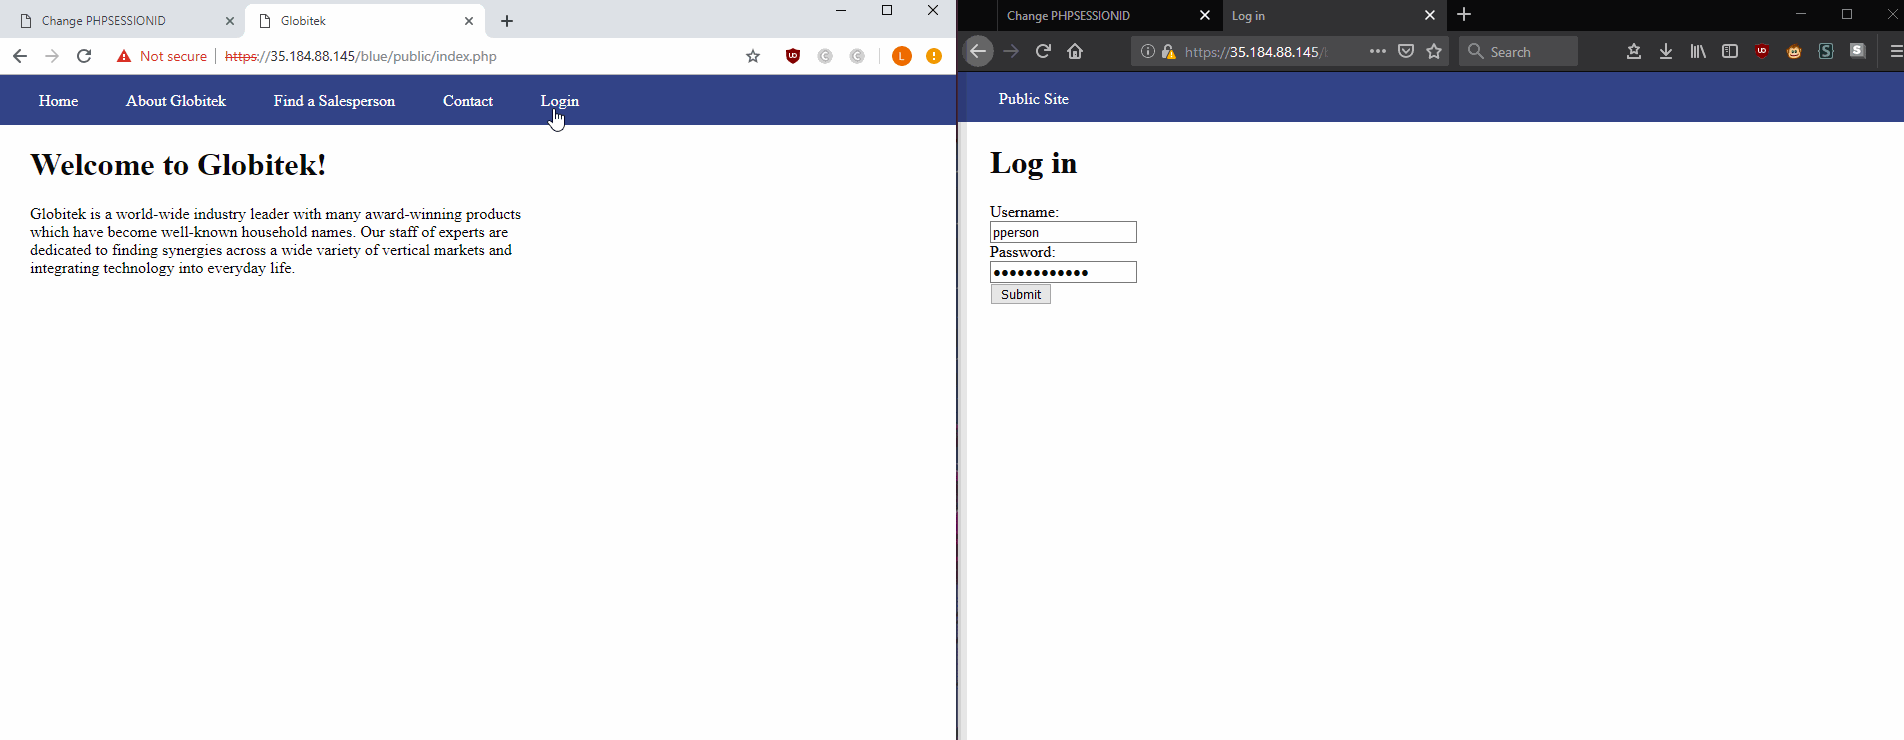 Change PHPSESSIONID
Globitek
Not secure
https://35.184.88.145/blue/public/index.php
L
Home
About Globitek
Find a Salesperson
Contact
Login
Welcome to Globitek!
Globitek is a world-wide industry leader with many award-winning products
which have become well-known household names. Our staff of experts are
dedicated to finding synergies across a wide variety of vertical markets and
integrating technology into everyday life.
Change PHPSESSIONID
Log in
https://35.184.88.145/
Search
Public Site
Log in
Username:
pperson
Password:
••••••••••••
Submit